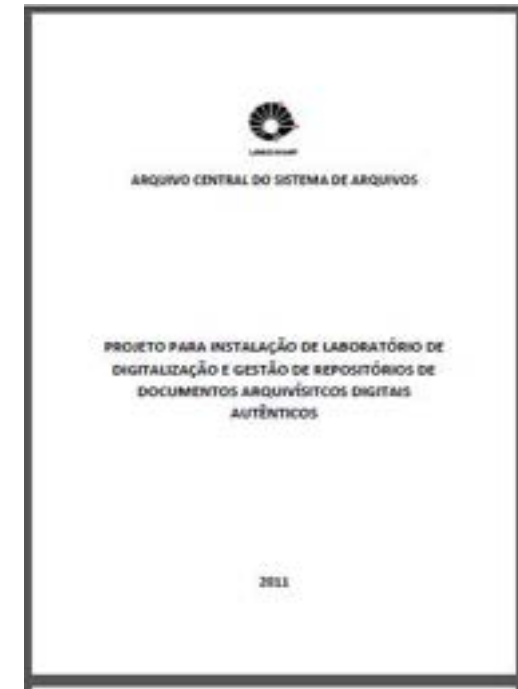 ARQUIVO CENTRAL DO SISTEMA DE ARQUIVOS
PROJETO PARA INSTALAÇÃO DE LABORATÓRIO DE
DIGITALIZAÇÃO E GESTÃO DE REPOSITÓRIOS DE
DOCUMENTOS ARQUIVÍSITCOS DIGITAIS
AUTÊNTICOS
2011